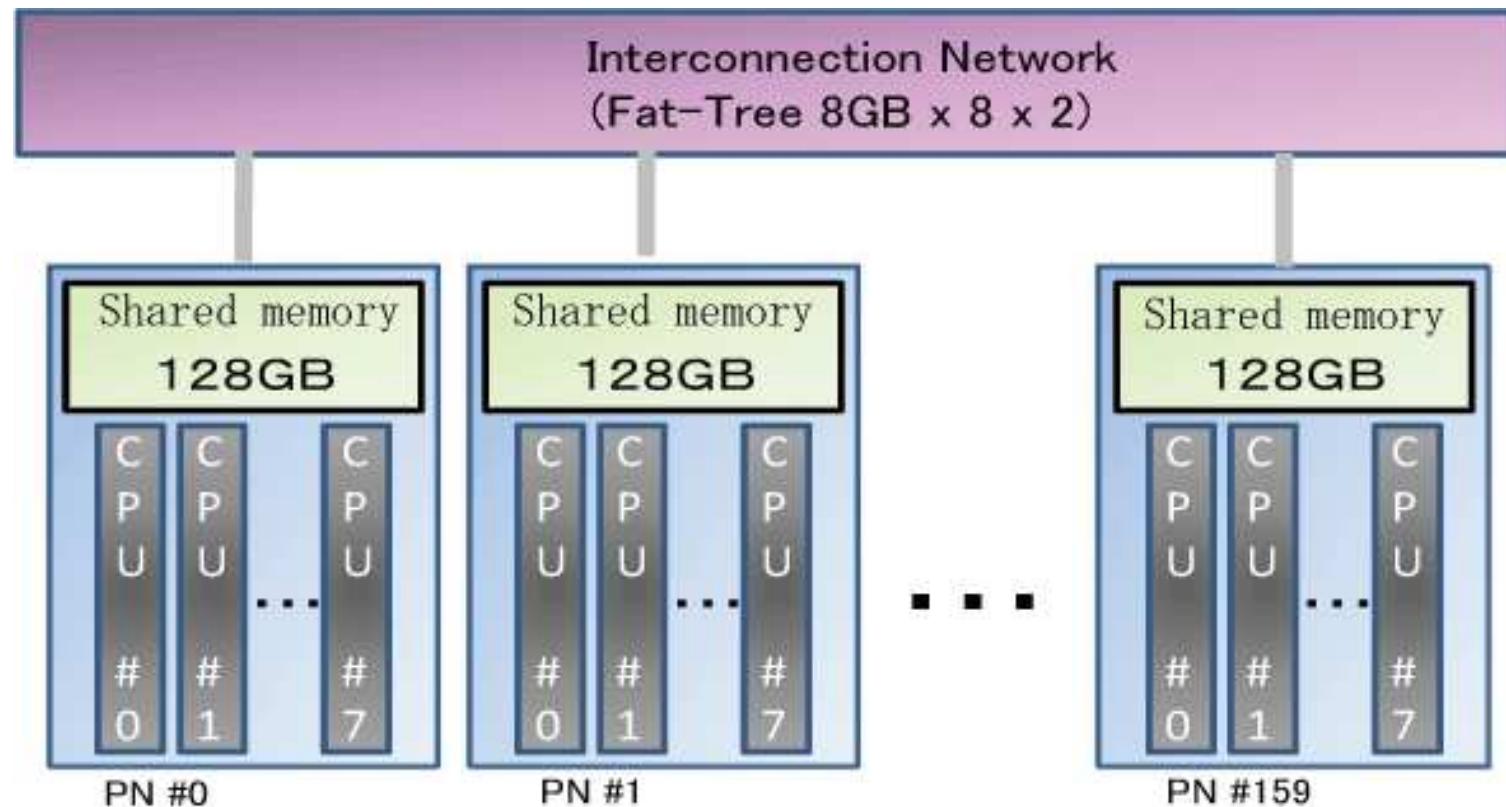 Interconnection Network
(Fat-Tree 8GB x 8 x 2)
Shared memory
128GB
CPU #0
CPU #1
...
CPU #7
PN #0
Shared memory
128GB
CPU #0
CPU #1
...
CPU #7
PN #1
...
Shared memory
128GB
CPU #0
CPU #1
...
CPU #7
PN #159